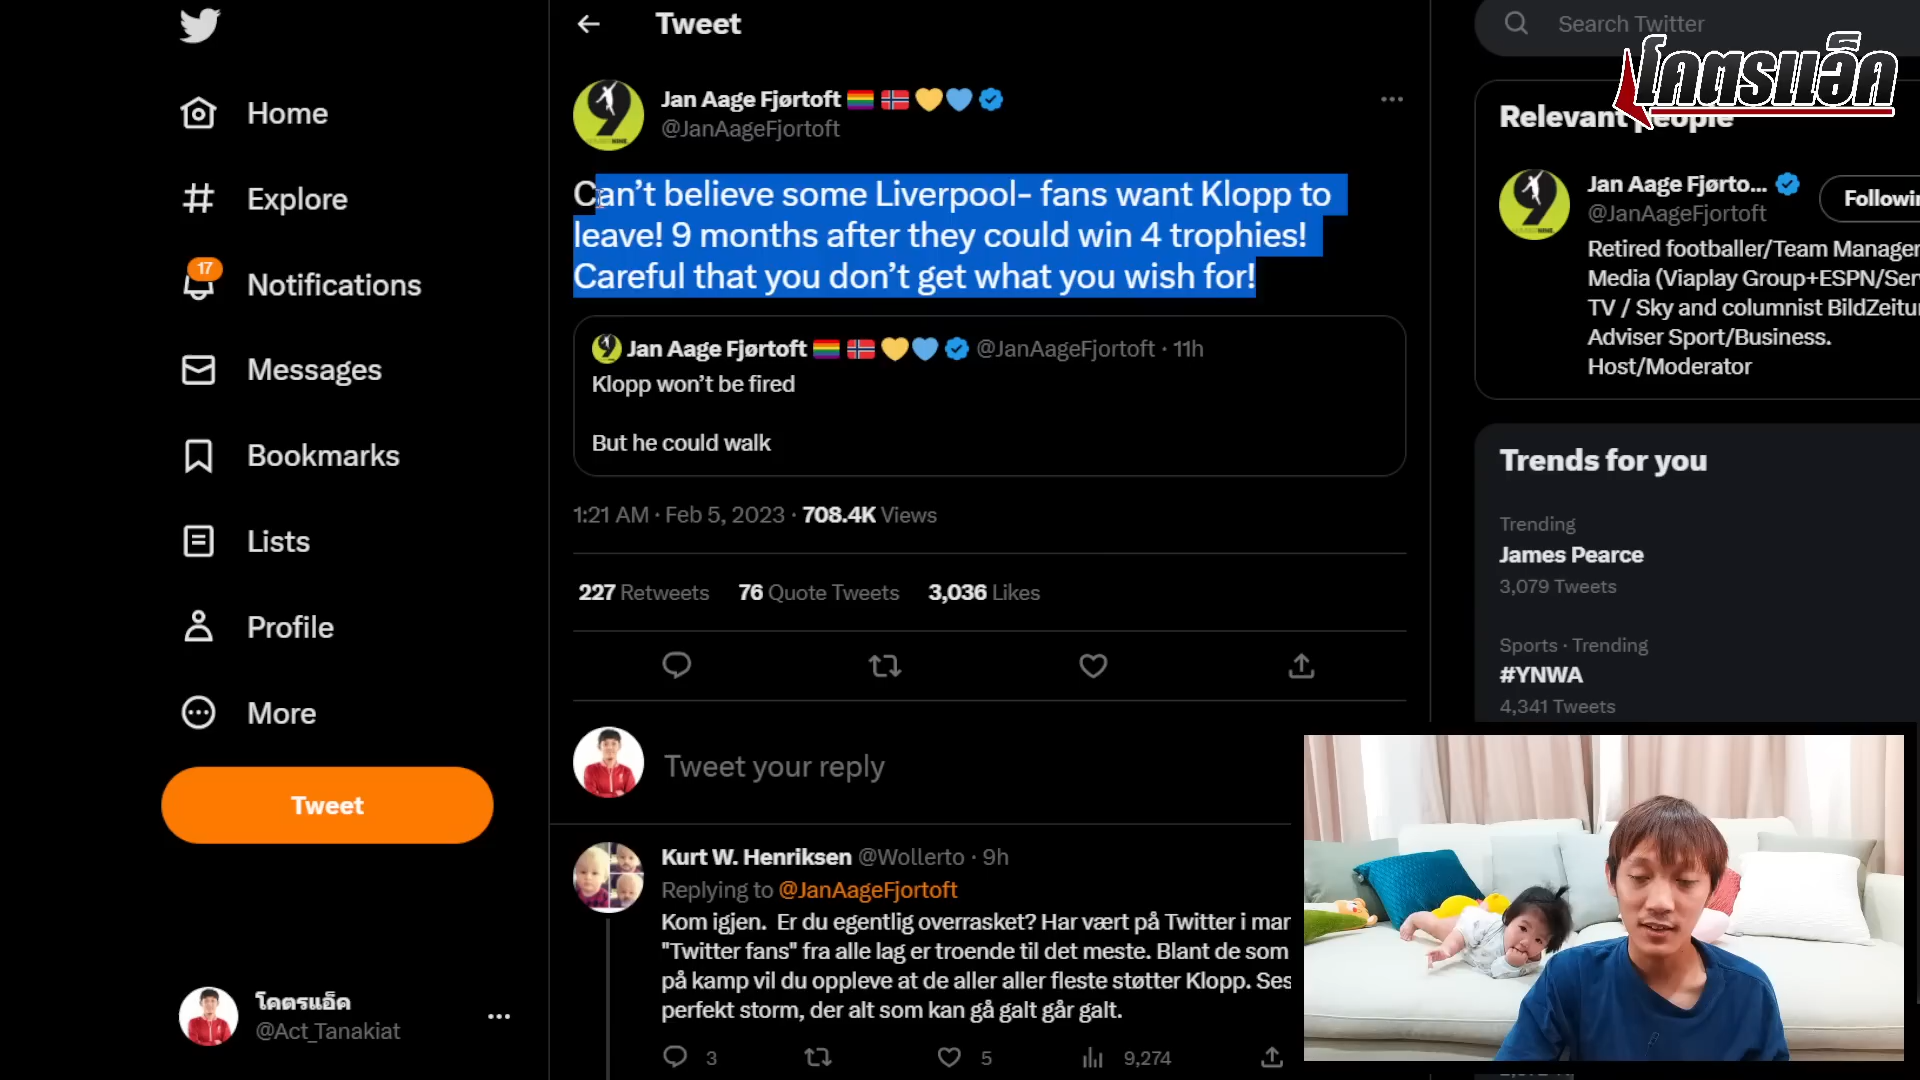 Tweet
Search Twitter
โคตรแอ็ค
Home
Explore
17
Notifications
Messages
Bookmarks
Lists
Profile
More
Tweet
โคตรแอ็ค
@Act_Tanakiat
Jan Aage Fjørtoft
@JanAageFjortoft
Can’t believe some Liverpool- fans want Klopp to
leave! 9 months after they could win 4 trophies!
Careful that you don’t get what you wish for!
Jan Aage Fjørtoft @JanAageFjortoft · 11h
Klopp won’t be fired
But he could walk
1:21 AM · Feb 5, 2023 · 708.4K Views
227 Retweets 76 Quote Tweets 3,036 Likes
Tweet your reply
Kurt W. Henriksen @Wollerto · 9h
Replying to @JanAageFjortoft
Kom igjen. Er du egentlig overrasket? Har vært på Twitter i mar
"Twitter fans" fra alle lag er troende til det meste. Blant de som
på kamp vil du oppleve at de aller aller fleste støtter Klopp. Ses
perfekt storm, der alt som kan gå galt går galt.
3 5 9,274
Relevant people
Jan Aage Fjørto...
@JanAageFjortoft
Followin
Retired footballer/Team Manager
Media (Viaplay Group+ESPN/Ser
TV / Sky and columnist BildZeitu
Adviser Sport/Business.
Host/Moderator
Trends for you
Trending
James Pearce
3,079 Tweets
Sports · Trending
#YNWA
4,341 Tweets